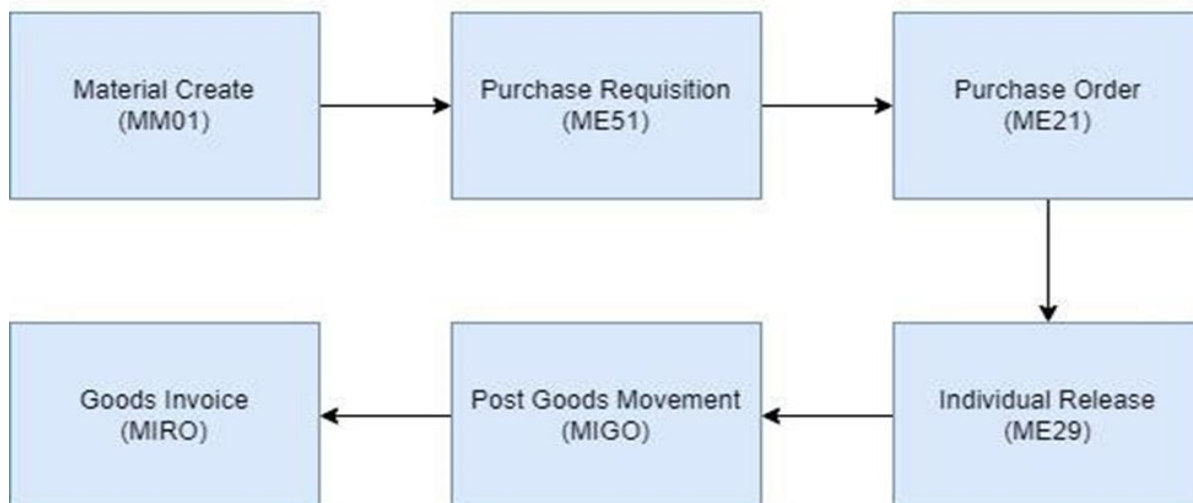 Material Create
(MM01)
Purchase Requisition
(ME51)
Purchase Order
(ME21)
Individual Release
(ME29)
Post Goods Movement
(MIGO)
Goods Invoice
(MIRO)